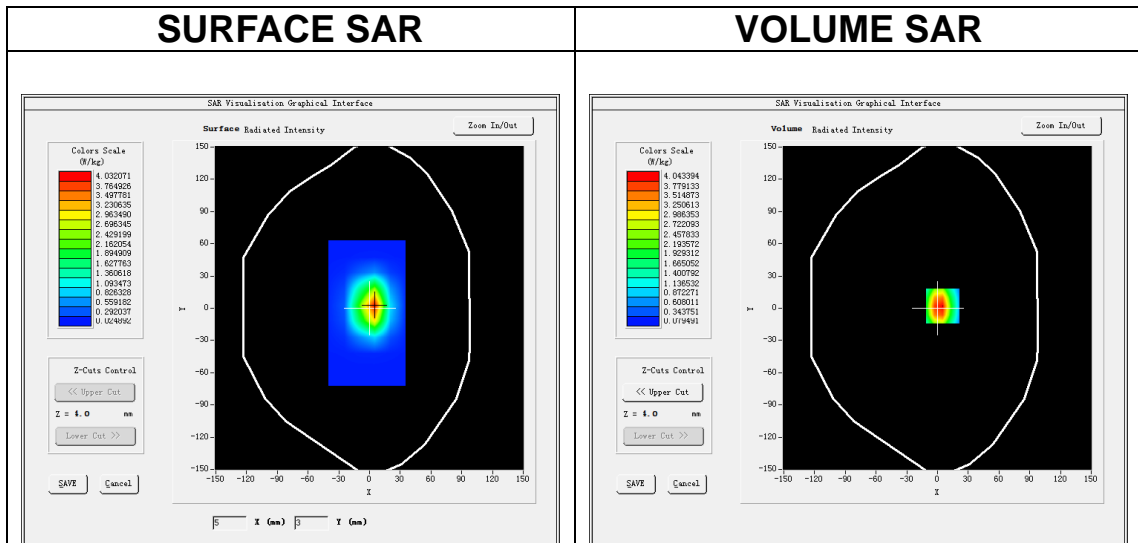 SURFACE SAR
VOLUME SAR
SAR Visualisation Graphical Interface
Surface Radiated Intensity
Zoom In/Out
Colors Scale
(W/kg)
4.032071
3.764926
3.497781
3.230635
2.963490
2.696345
2.429199
2.162054
1.894909
1.627763
1.360618
1.093473
0.826328
0.559182
0.292037
0.024892
Z-Cuts Control
<< Upper Cut
Z = 4.0 mm
Lower Cut >>
SAVE Cancel
150
120
90
60
30
0
-30
-60
-90
-120
-150
Y
-150 -120 -90 -60 -30 0 30 60 90 120 150
X
5 X (mm) 3 Y (mm)
SAR Visualisation Graphical Interface
Volume Radiated Intensity
Zoom In/Out
Colors Scale
(W/kg)
4.043394
3.779133
3.514873
3.250613
2.986353
2.722093
2.457833
2.193572
1.929312
1.665052
1.400792
1.136532
0.872271
0.608011
0.343751
0.079491
Z-Cuts Control
<< Upper Cut
Z = 4.0 mm
Lower Cut >>
SAVE Cancel
150
120
90
60
30
0
-30
-60
-90
-120
-150
Y
-150 -120 -90 -60 -30 0 30 60 90 120 150
X